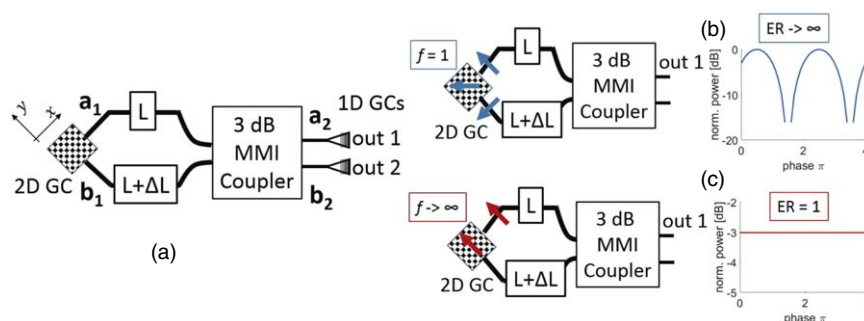 y
x
a1
L
2D GC
b1
L+ΔL
3 dB
MMI
Coupler
a2
1D GCs
out 1
out 2
b2
(a)
f = 1
L
2D GC
L+ΔL
3 dB
MMI
Coupler
out 1
(b)
ER -> ∞
norm. power [dB]
0
-10
-20
0
2
4
phase π
f -> ∞
L
2D GC
L+ΔL
3 dB
MMI
Coupler
out 1
(c)
ER = 1
norm. power [dB]
-2
-3
-4
-5
0
2
4
phase π